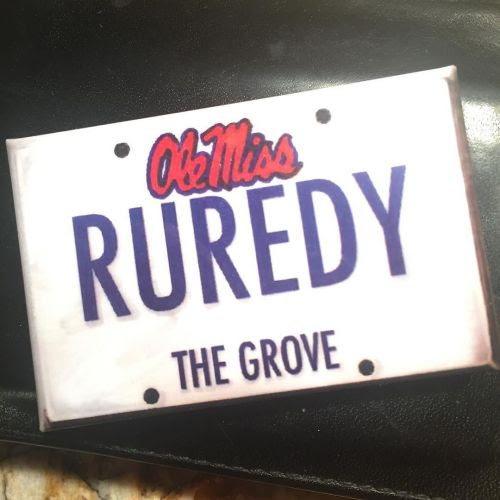 Ole Miss
RUREDY
THE GROVE